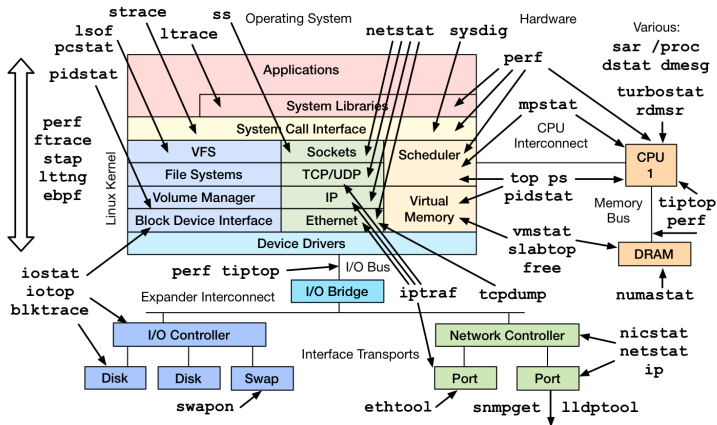 Operating System
Hardware
Various:
sar /proc
dstat dmesg
strace
ss
lsof
pcstat
ltrace
netstat
sysdig
pidstat
perf
turbostat
rdmsr
Applications
System Libraries
System Call Interface
mpstat
CPU
Interconnect
perf
ftrace
stap
lttng
ebpf
Linux Kernel
VFS
Sockets
Scheduler
File Systems
TCP/UDP
CPU
1
Volume Manager
IP
top ps
pidstat
Virtual
Memory
Block Device Interface
Ethernet
Memory
Bus
tiptop
perf
Device Drivers
vmstat
slabtop
free
DRAM
iostat
iotop
blktrace
perf tiptop
I/O Bus
I/O Bridge
iptraf
tcpdump
numastat
Expander Interconnect
I/O Controller
Interface Transports
Network Controller
nicstat
netstat
ip
Disk
Disk
Swap
Port
Port
swapon
ethtool
snmpget
lldptool